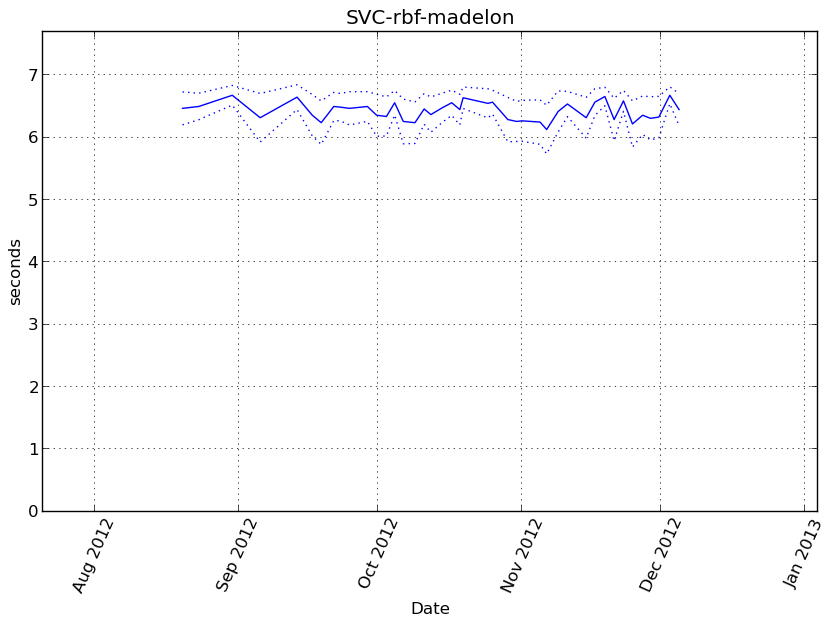 SVC-rbf-madelon
7
6
5
4
3
2
1
0
seconds
Aug 2012
Sep 2012
Oct 2012
Nov 2012
Dec 2012
Jan 2013
Date